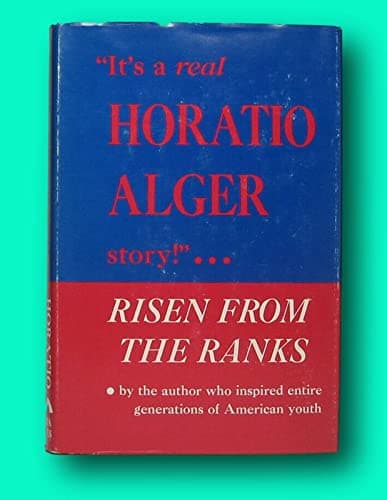 "It's a real
HORATIO
ALGER
story!"...
RISEN FROM
THE RANKS
• by the author who inspired entire
generations of American youth
HORATIO